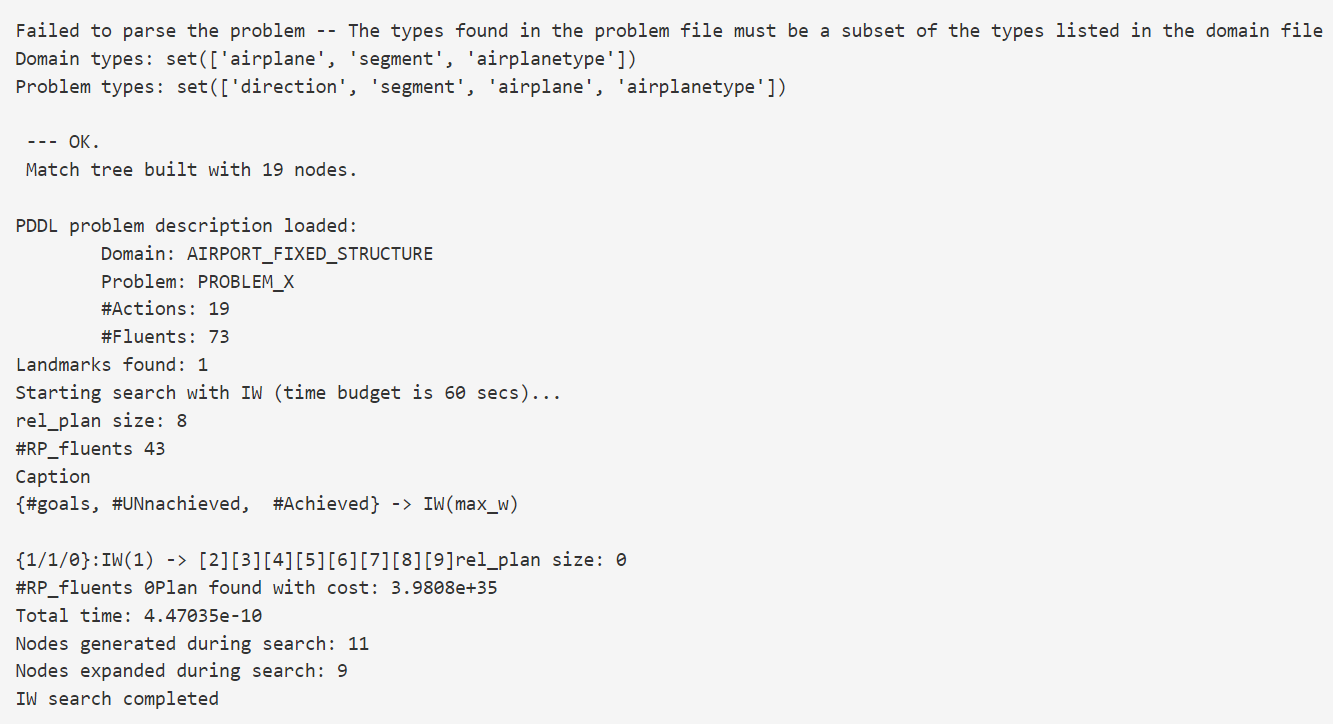 Failed to parse the problem -- The types found in the problem file must be a subset of the types listed in the domain file
Domain types: set(['airplane', 'segment', 'airplanetype'])
Problem types: set(['direction', 'segment', 'airplane', 'airplanetype'])
--- OK.
Match tree built with 19 nodes.
PDDL problem description loaded:
Domain: AIRPORT_FIXED_STRUCTURE
Problem: PROBLEM_X
#Actions: 19
#Fluents: 73
Landmarks found: 1
Starting search with IW (time budget is 60 secs)...
rel_plan size: 8
#RP_fluents 43
Caption
{#goals, #UNnachieved,  #Achieved} -> IW(max_w)
{1/1/0}:IW(1) -> [2][3][4][5][6][7][8][9]rel_plan size: 0
#RP_fluents 0Plan found with cost: 3.9808e+35
Total time: 4.47035e-10
Nodes generated during search: 11
Nodes expanded during search: 9
IW search completed